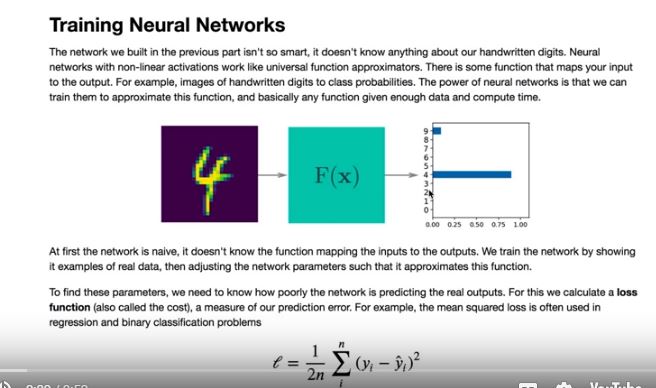 Training Neural Networks
The network we built in the previous part isn't so smart, it doesn't know anything about our handwritten digits. Neural
networks with non-linear activations work like universal function approximators. There is some function that maps your input
to the output. For example, images of handwritten digits to class probabilities. The power of neural networks is that we can
train them to approximate this function, and basically any function given enough data and compute time.
4
F(x)
9
8
7
6
5
4
3
2
1
0
0.00 0.25 0.50 0.75 1.00
At first the network is naive, it doesn't know the function mapping the inputs to the outputs. We train the network by showing
it examples of real data, then adjusting the network parameters such that it approximates this function.
To find these parameters, we need to know how poorly the network is predicting the real outputs. For this we calculate a loss
function (also called the cost), a measure of our prediction error. For example, the mean squared loss is often used in
regression and binary classification problems
ℓ = 1/2n ∑ᵢⁿ (yᵢ − ŷᵢ)²
YouTube